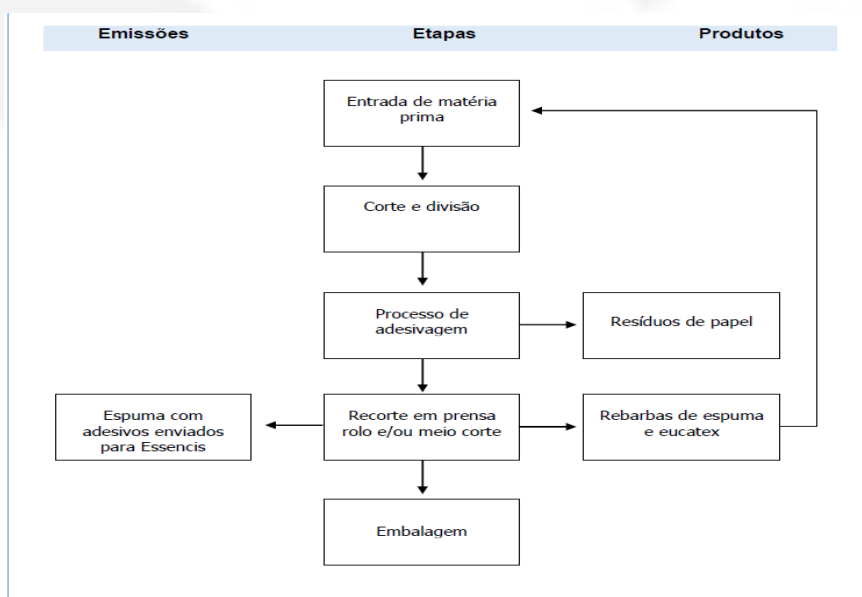 Emissões Etapas Produtos
Entrada de matéria
prima
Corte e divisão
Processo de
adesivagem
Resíduos de papel
Espuma com
adesivos enviados
para Essencis
Recorte em prensa
rolo e/ou meio corte
Rebarbas de espuma
e eucatex
Embalagem